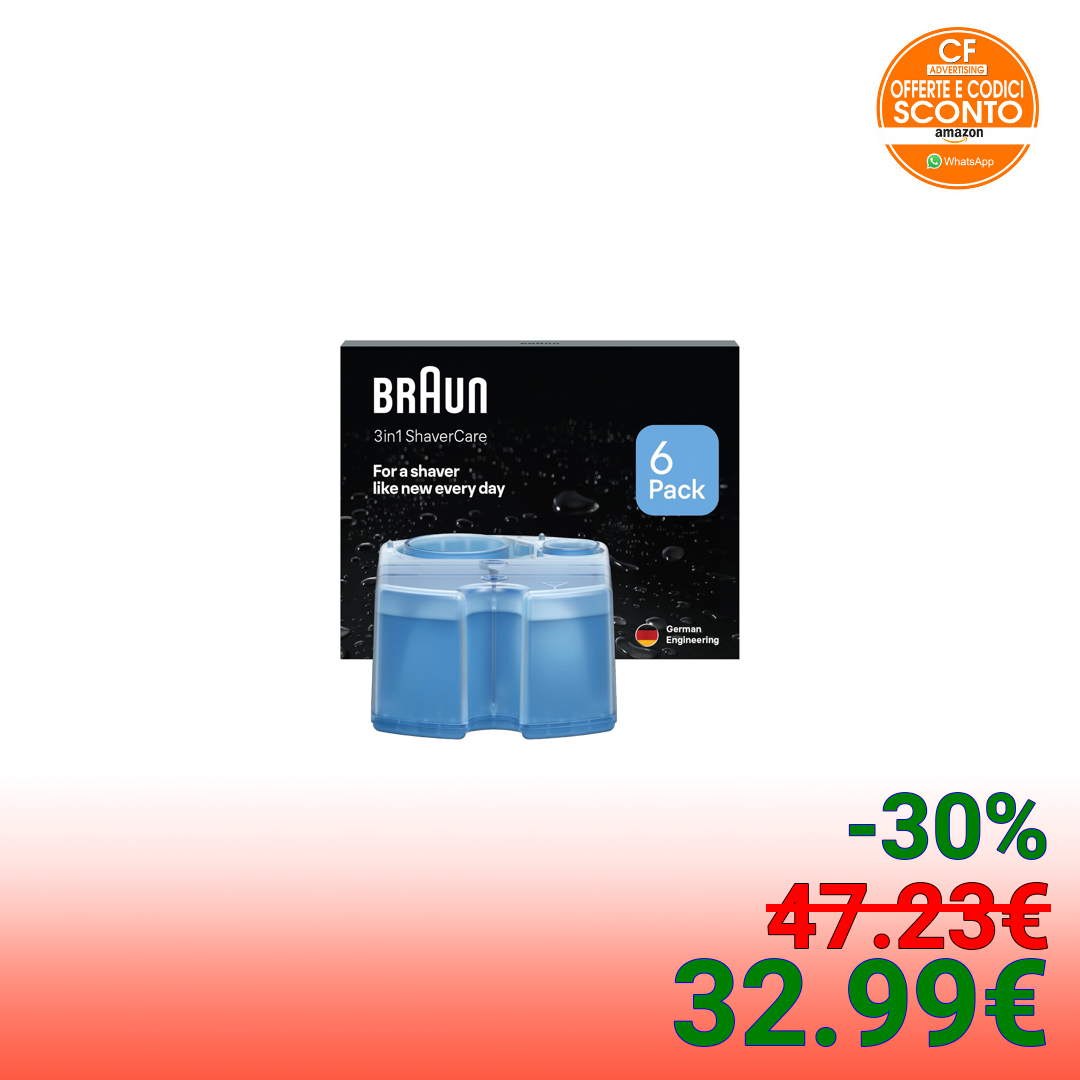 CF
ADVERTISING
OFFERTE E CODICI
SCONTO
amazon
WhatsApp
BRAUN
3in1 ShaverCare
For a shaver
like new every day
6
Pack
German
Engineering
-30%
47.23€
32.99€